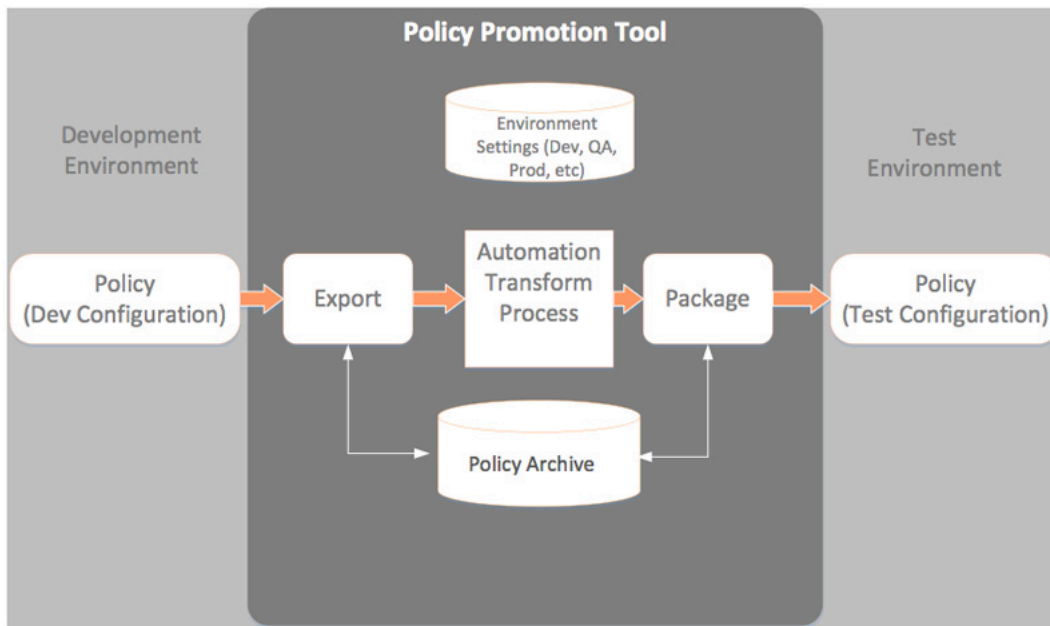 Policy Promotion Tool
Environment
Settings (Dev, QA,
Prod, etc)
Development
Environment
Test
Environment
Policy
(Dev Configuration)
Export
Automation
Transform
Process
Package
Policy
(Test Configuration)
Policy Archive